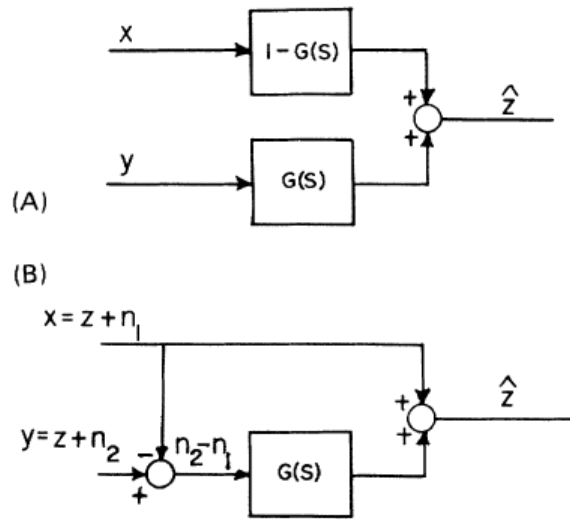 x
1 - G(S)
+
ẑ
+
y
G(S)
(A)
(B)
x = z + n₁
+
ẑ
+
y = z + n₂
-
n₂-n₁
G(S)
+